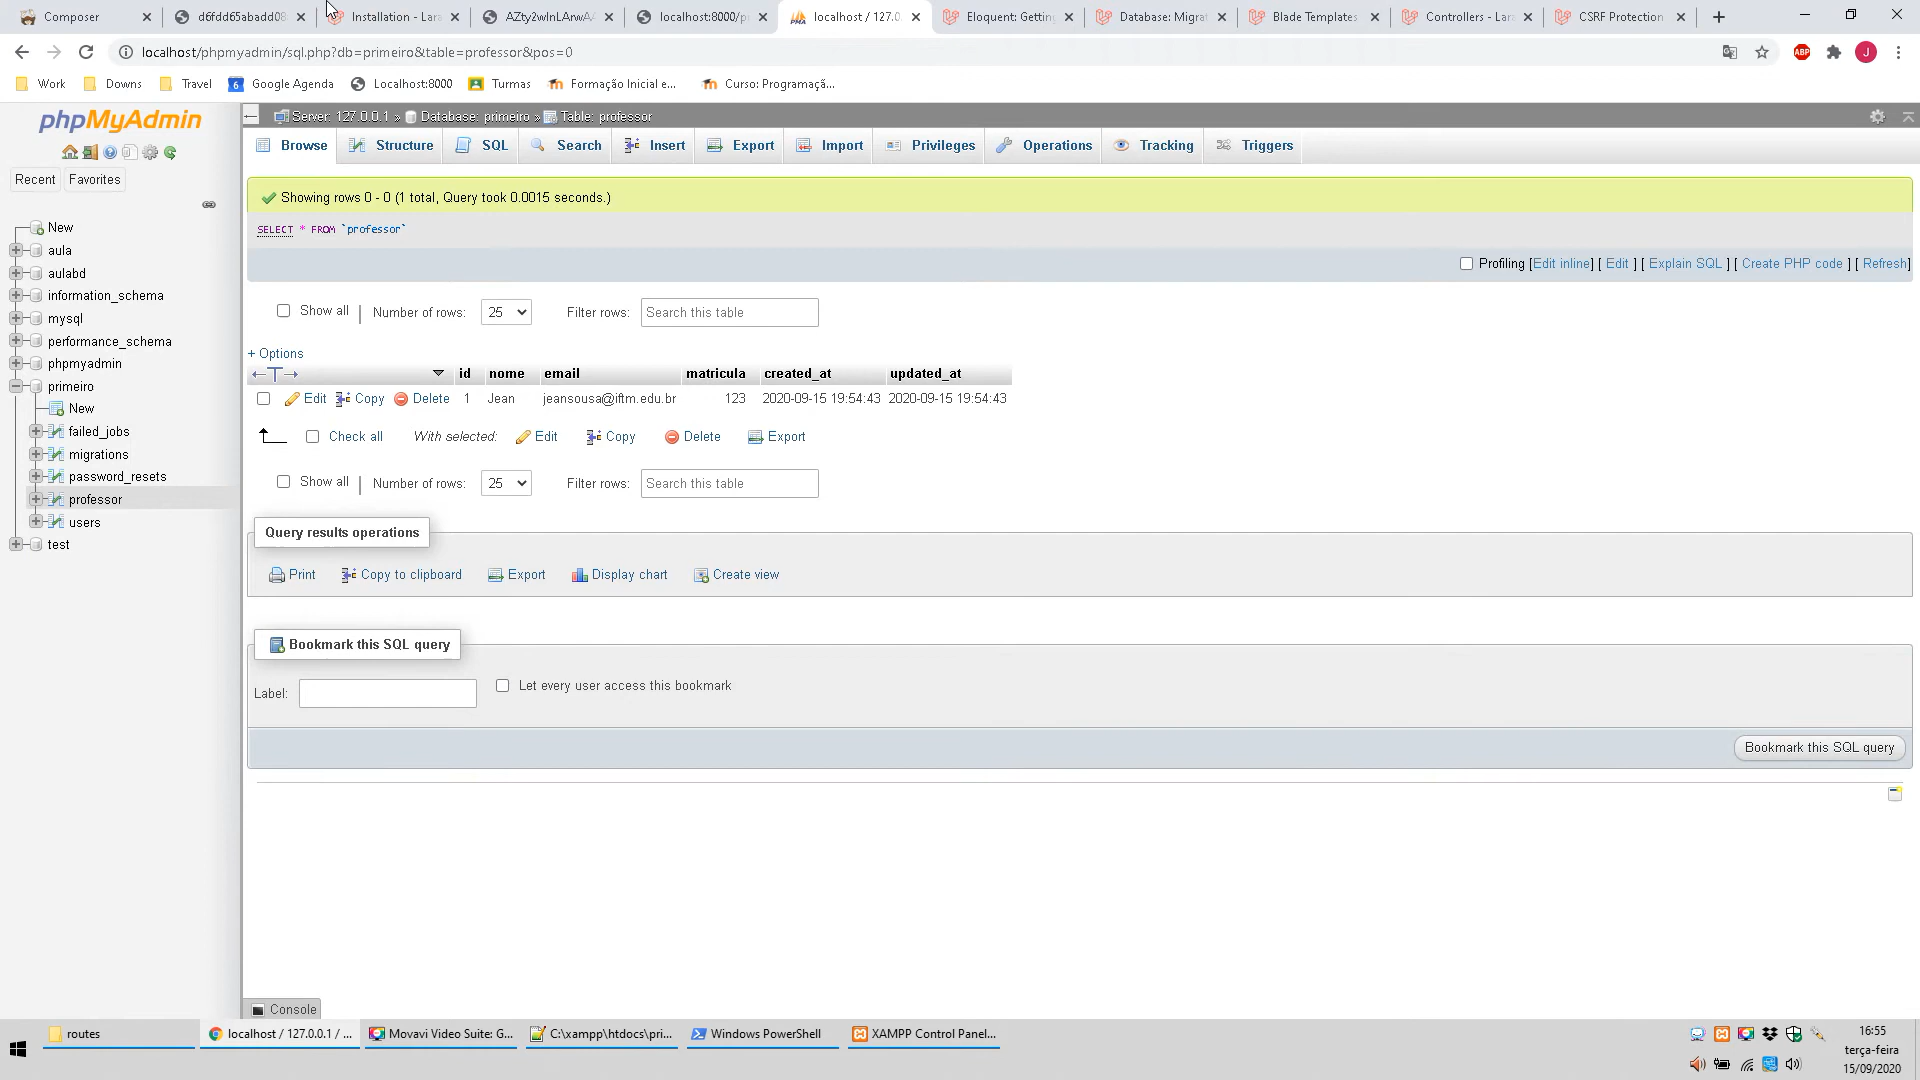 Composer
d6fdd65abadd08
Installation - Lara
AZty2wlnLArwA/
localhost:8000/p
localhost / 127.0.
Eloquent: Getting
Database: Migrat
Blade Templates
Controllers - Lar
CSRF Protection
localhost/phpmyadmin/sql.php?db=primeiro&table=professor&pos=0
ABP
J
Work
Downs
Travel
6 Google Agenda
Localhost:8000
Turmas
Formação Inicial e...
Curso: Programaçã...
phpMyAdmin
Recent
Favorites
New
aula
aulabd
information_schema
mysql
performance_schema
phpmyadmin
primeiro
New
failed_jobs
migrations
password_resets
professor
users
test
Server: 127.0.0.1 » Database: primeiro » Table: professor
Browse Structure SQL Search Insert Export Import Privileges Operations Tracking Triggers
Showing rows 0 - 0 (1 total, Query took 0.0015 seconds.)
SELECT * FROM `professor`
Profiling [Edit inline] [ Edit ] [ Explain SQL ] [ Create PHP code ] [ Refresh]
Show all | Number of rows: 25 Filter rows: Search this table
+ Options
←T→ id nome email matricula created_at updated_at
Edit Copy Delete 1 Jean jeansousa@iftm.edu.br 123 2020-09-15 19:54:43 2020-09-15 19:54:43
Check all With selected: Edit Copy Delete Export
Show all | Number of rows: 25 Filter rows: Search this table
Query results operations
Print Copy to clipboard Export Display chart Create view
Bookmark this SQL query
Label: Let every user access this bookmark
Bookmark this SQL query
Console
routes
localhost / 127.0.0.1 / ...
Movavi Video Suite: G...
C:\xampp\htdocs\pri...
Windows PowerShell
XAMPP Control Panel...
16:55
terça-feira
15/09/2020